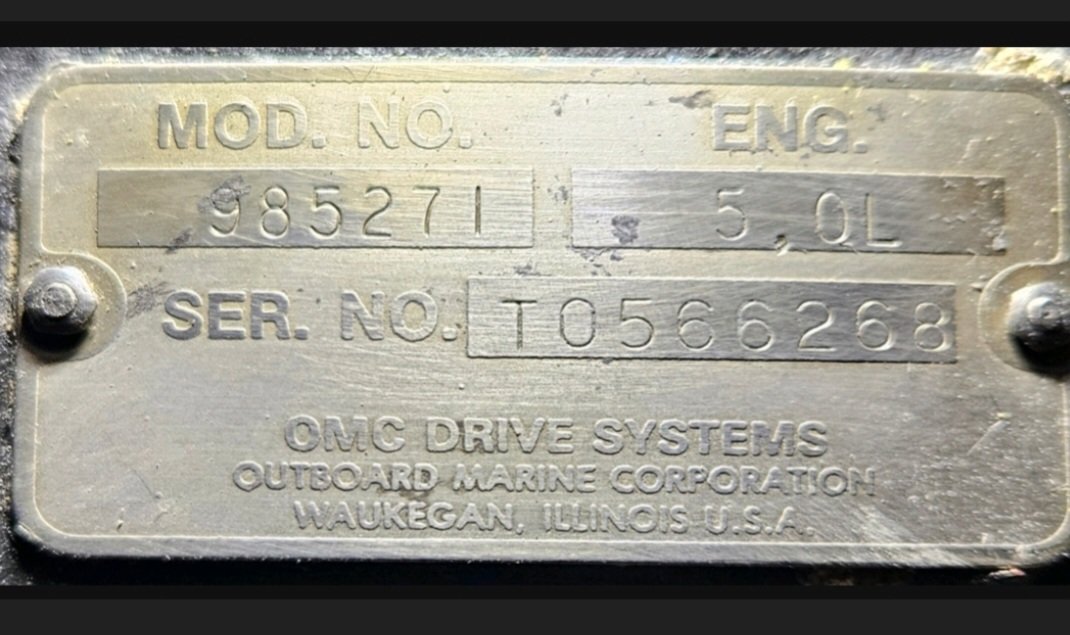 MOD. NO. ENG.
985271 5.0L
SER. NO. T0566268
OMC DRIVE SYSTEMS
OUTBOARD MARINE CORPORATION
WAUKEGAN, ILLINOIS U.S.A.